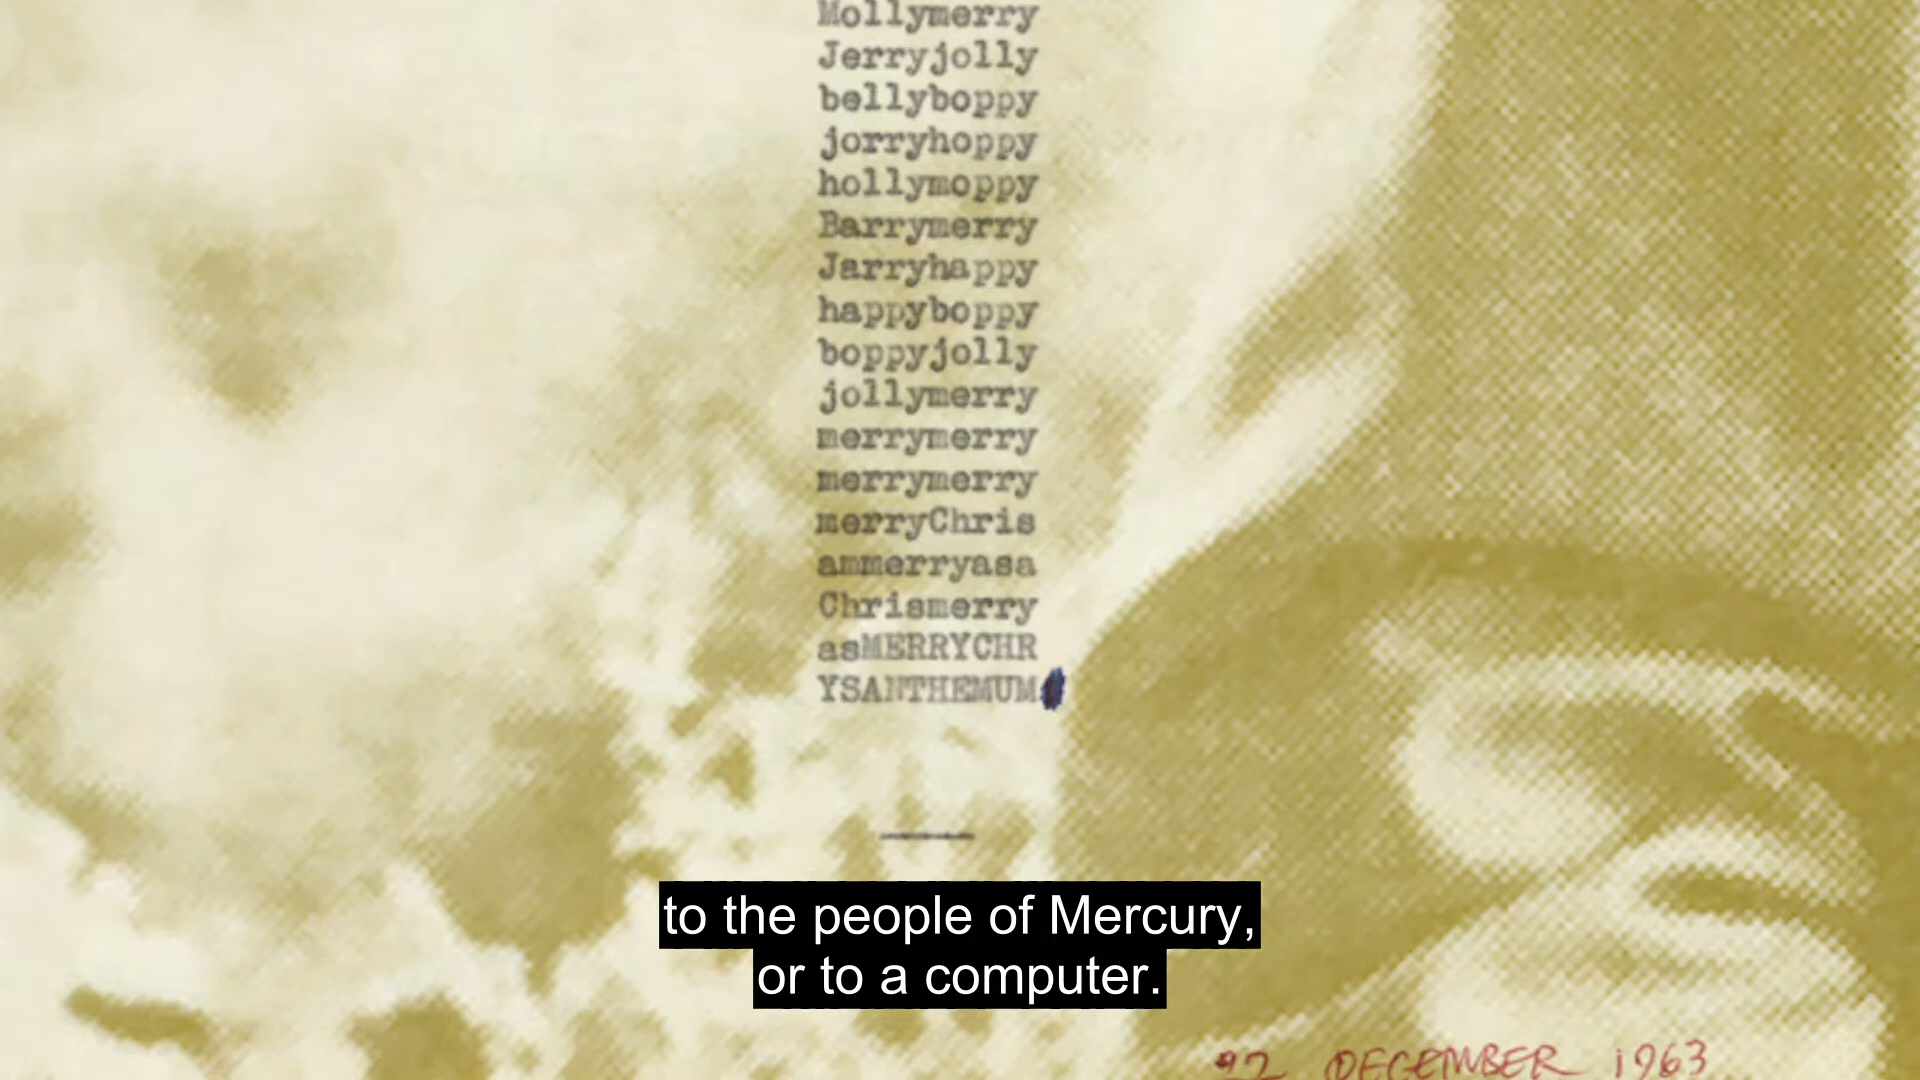 Mollymerry
Jerryjolly
bellyboppy
jorryhoppy
hollymoppy
Barrymerry
Jarryhappy
happyboppy
boppyjolly
jollymerry
merrymerry
merrymerry
merryChris
ammerryasa
Chrismerry
asMERRYCHR
YSANTHEMUM
to the people of Mercury,
or to a computer.
DECEMBER 1963